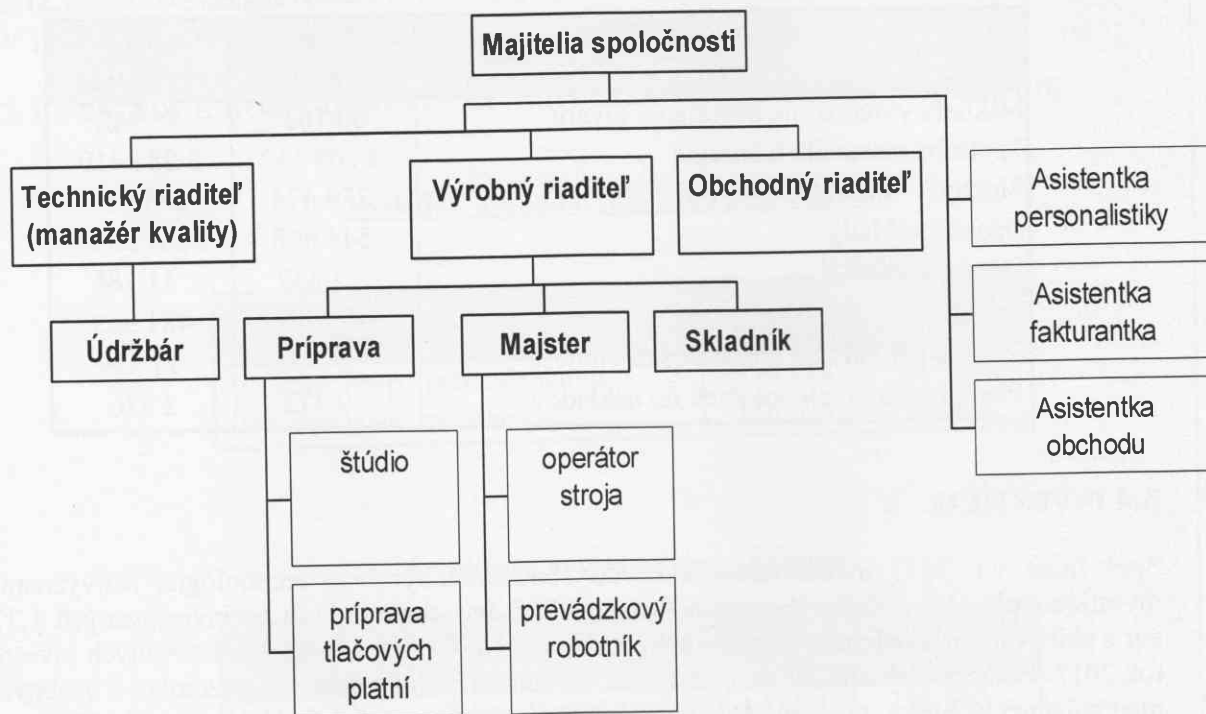 Majitelia spoločnosti
Technický riaditeľ
(manažér kvality)
Výrobný riaditeľ
Obchodný riaditeľ
Asistentka
personalistiky
Asistentka
fakturantka
Asistentka
obchodu
Údržbár
Príprava
Majster
Skladník
štúdio
operátor
stroja
príprava
tlačových
platní
prevádzkový
robotník